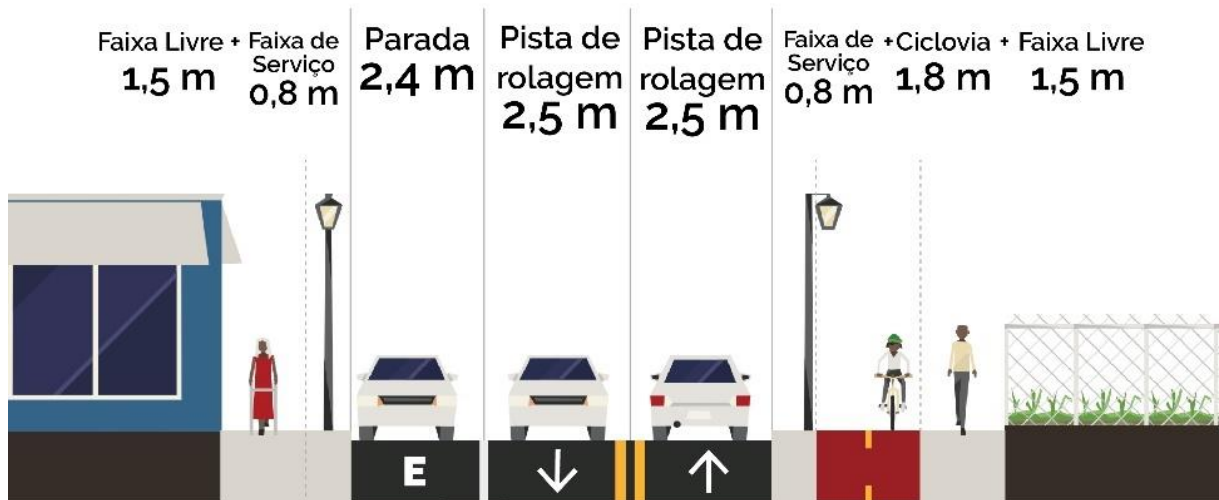 Faixa Livre + Faixa de Serviço
1,5 m 0,8 m
Parada
2,4 m
Pista de
rolagem
2,5 m
Pista de
rolagem
2,5 m
Faixa de Serviço + Ciclovia + Faixa Livre
0,8 m 1,8 m 1,5 m
E